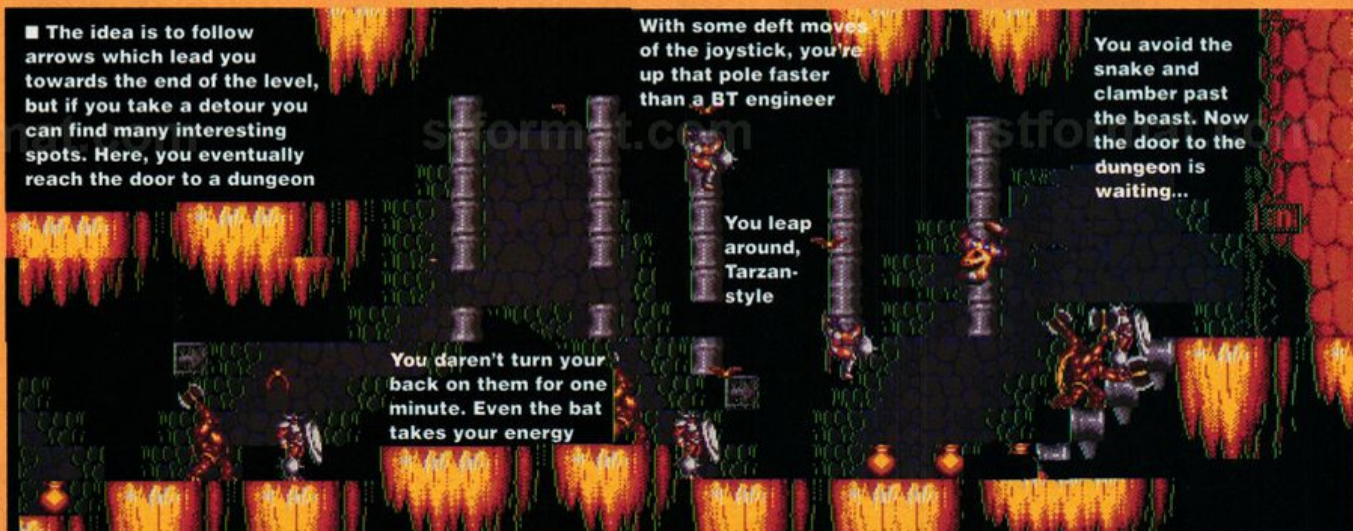 ■ The idea is to follow
arrows which lead you
towards the end of the level,
but if you take a detour you
can find many interesting
spots. Here, you eventually
reach the door to a dungeon
With some deft moves
of the joystick, you're
up that pole faster
than a BT engineer
You avoid the
snake and
clamber past
the beast. Now
the door to the
dungeon is
waiting...
You leap
around,
Tarzan-
style
You daren't turn your
back on them for one
minute. Even the bat
takes your energy
mat.com
stformat.com
stformat.com